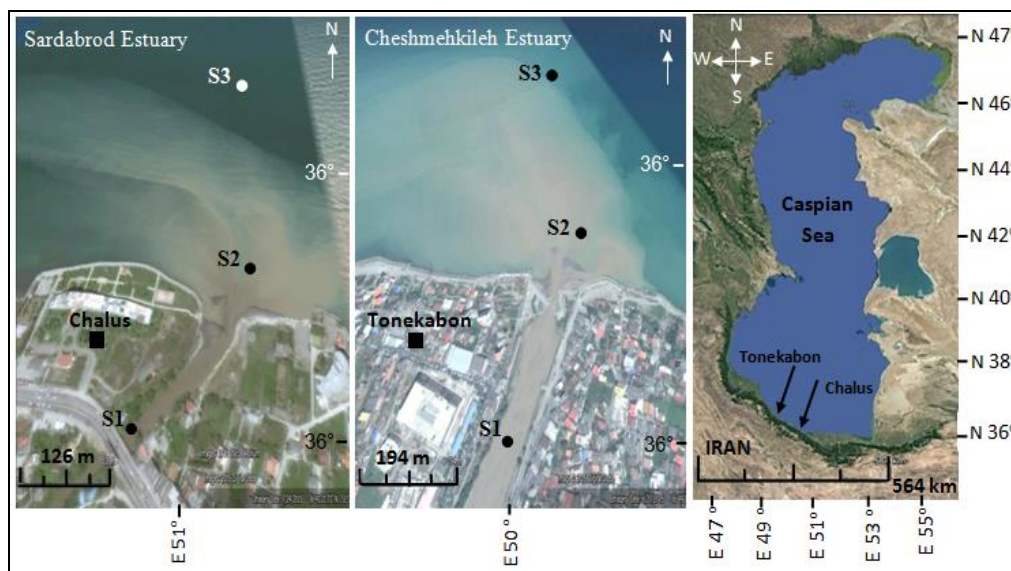 Sardabrod Estuary
N
S3
36°
S2
Chalus
S1
126 m
36°
E 51°
Cheshmehkileh Estuary
N
S3
36°
S2
Tonekabon
S1
194 m
36°
E 50°
N
W E
S
Caspian
Sea
Tonekabon
Chalus
IRAN
564 km
N 47°
N 46°
N 44°
N 42°
N 40°
N 38°
N 36°
E 47°
E 49°
E 51°
E 53°
E 55°